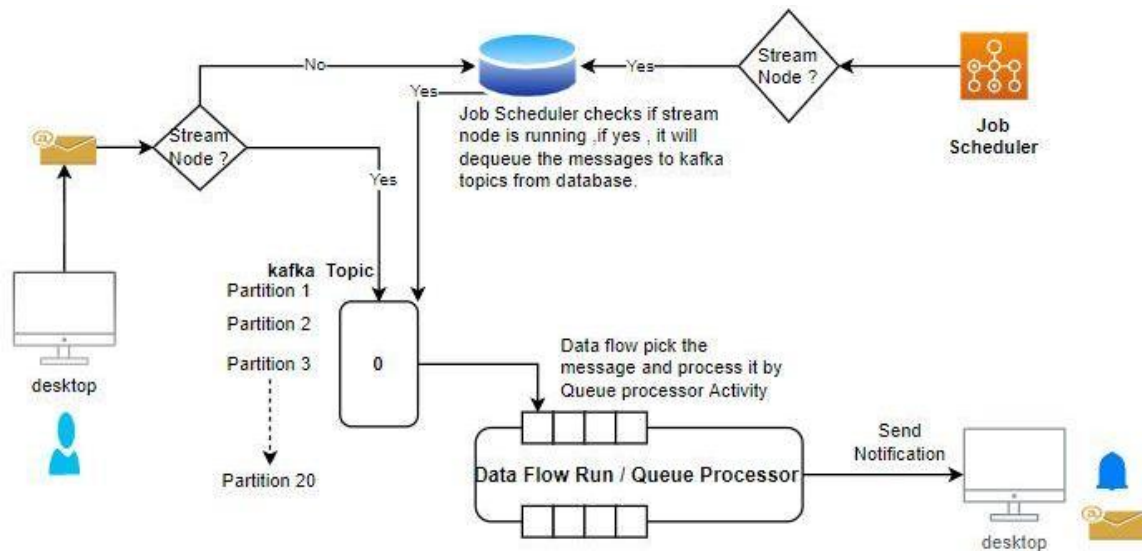 No
Yes
Stream
Node ?
Yes
Job Scheduler checks if stream
node is running ,if yes , it will
dequeue the messages to kafka
topics from database.
Stream
Node ?
Job
Scheduler
@
Yes
kafka Topic
Partition 1
Partition 2
Partition 3
Partition 20
0
desktop
Data flow pick the
message and process it by
Queue processor Activity
Data Flow Run / Queue Processor
Send
Notification
@
desktop